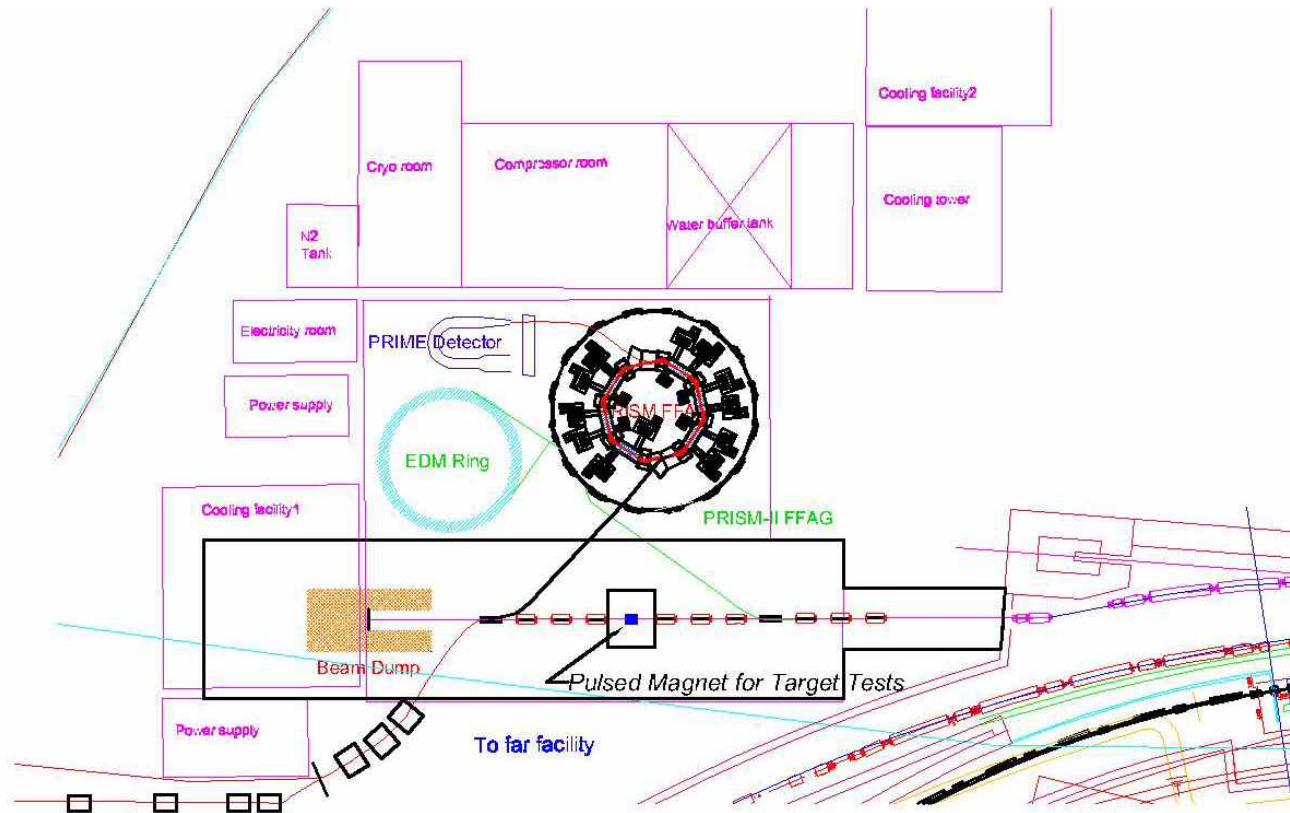 Cooling facility2
Cryo room
Compressor room
Cooling tower
Water buffer tank
N2
Tank
Electricity room
PRIME Detector
Power supply
PRISM FFAG
EDM Ring
Cooling facility1
PRISM-II FFAG
Beam Dump
Pulsed Magnet for Target Tests
Power supply
To far facility